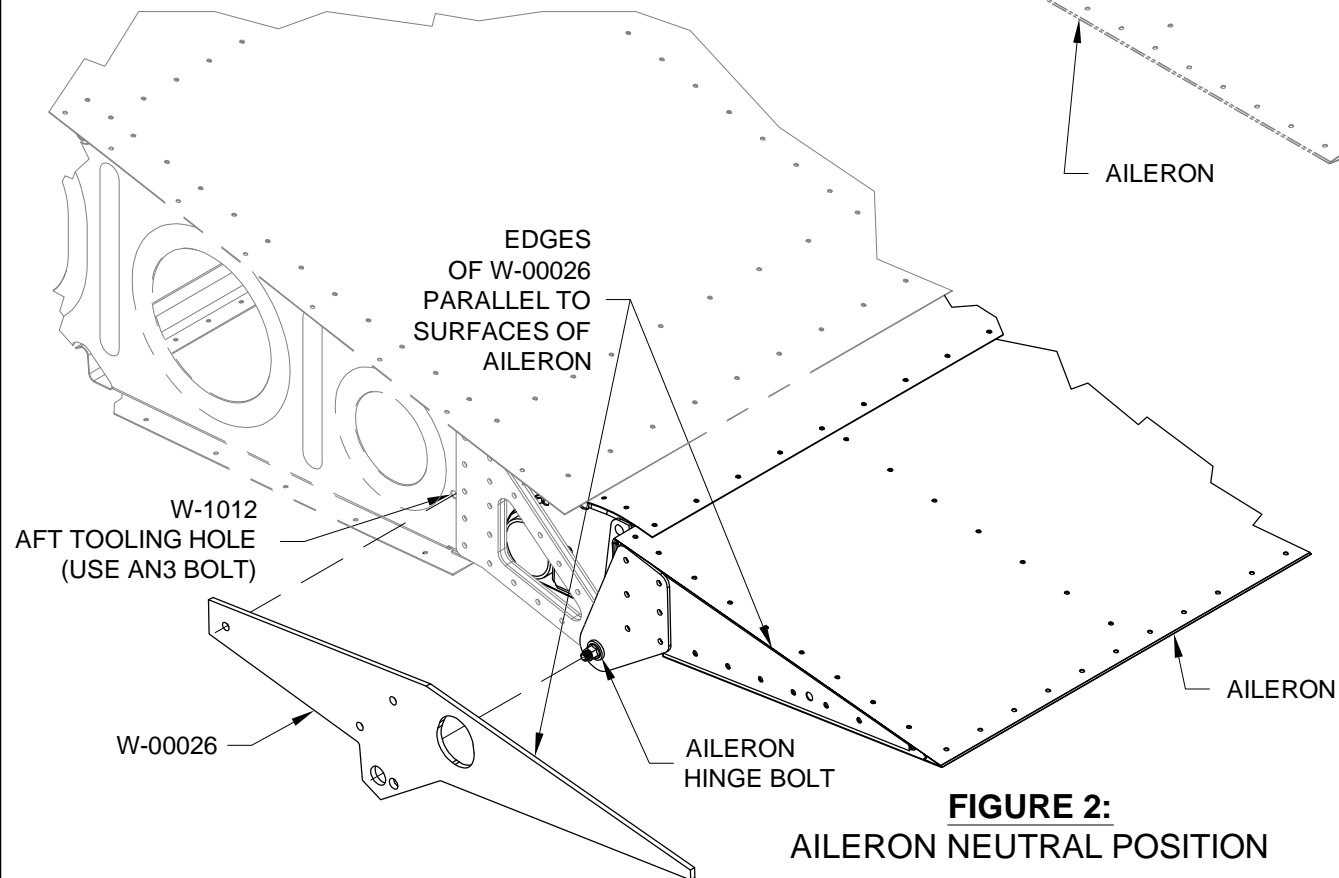 AILERON
EDGES
OF W-00026
PARALLEL TO
SURFACES OF
AILERON
W-1012
AFT TOOLING HOLE
(USE AN3 BOLT)
AILERON
W-00026
AILERON
HINGE BOLT
FIGURE 2:
AILERON NEUTRAL POSITION